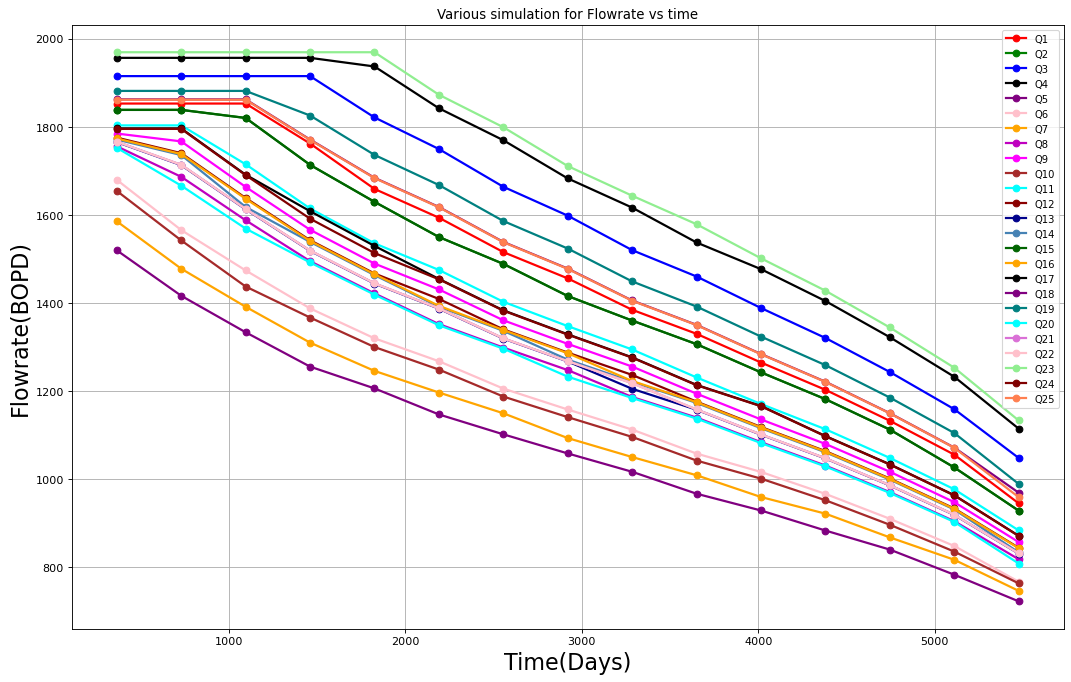 Various simulation for Flowrate vs time
2000
1800
1600
1400
1200
1000
800
Flowrate(BOPD)
1000
2000
3000
4000
5000
Time(Days)
Q1
Q2
Q3
Q4
Q5
Q6
Q7
Q8
Q9
Q10
Q11
Q12
Q13
Q14
Q15
Q16
Q17
Q18
Q19
Q20
Q21
Q22
Q23
Q24
Q25